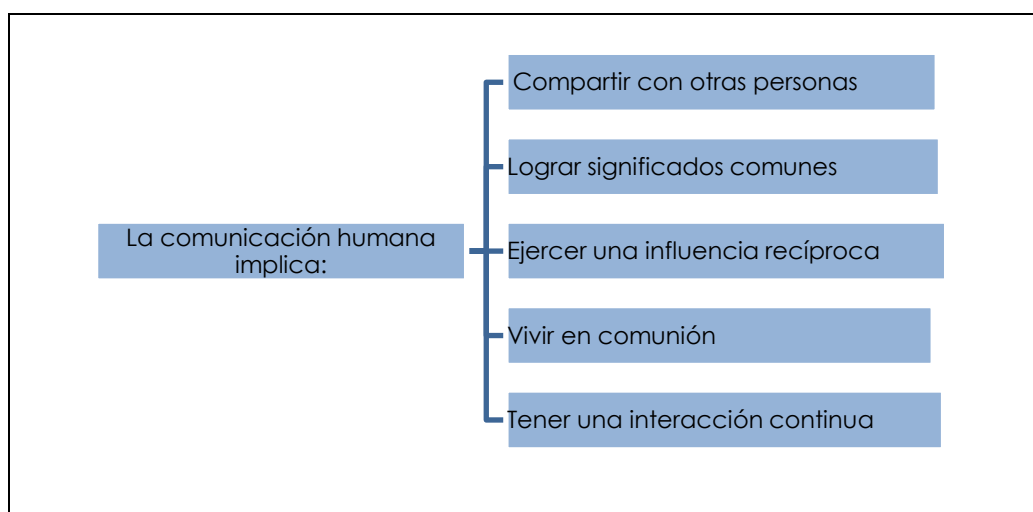 Compartir con otras personas
Lograr significados comunes
La comunicación humana
implica:
Ejercer una influencia recíproca
Vivir en comunión
Tener una interacción continua